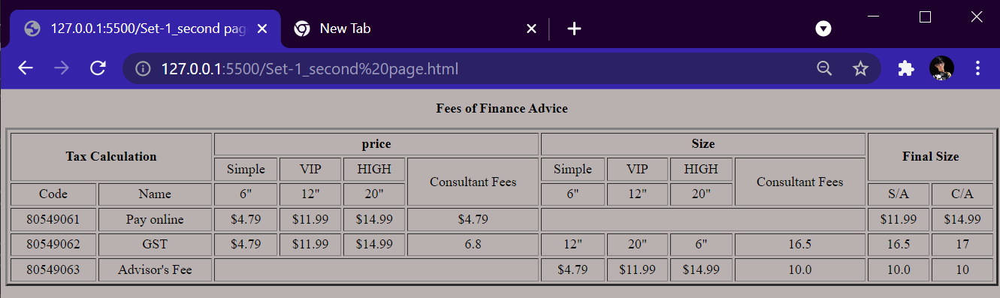 127.0.0.1:5500/Set-1_second pag
New Tab
127.0.0.1:5500/Set-1_second%20page.html
Fees of Finance Advice
Tax Calculation price Size Final Size
Simple VIP HIGH Consultant Fees Simple VIP HIGH Consultant Fees
Code Name 6" 12" 20" 6" 12" 20" S/A C/A
80549061 Pay online $4.79 $11.99 $14.99 $4.79 $11.99 $14.99
80549062 GST $4.79 $11.99 $14.99 6.8 12" 20" 6" 16.5 16.5 17
80549063 Advisor's Fee $4.79 $11.99 $14.99 10.0 10.0 10